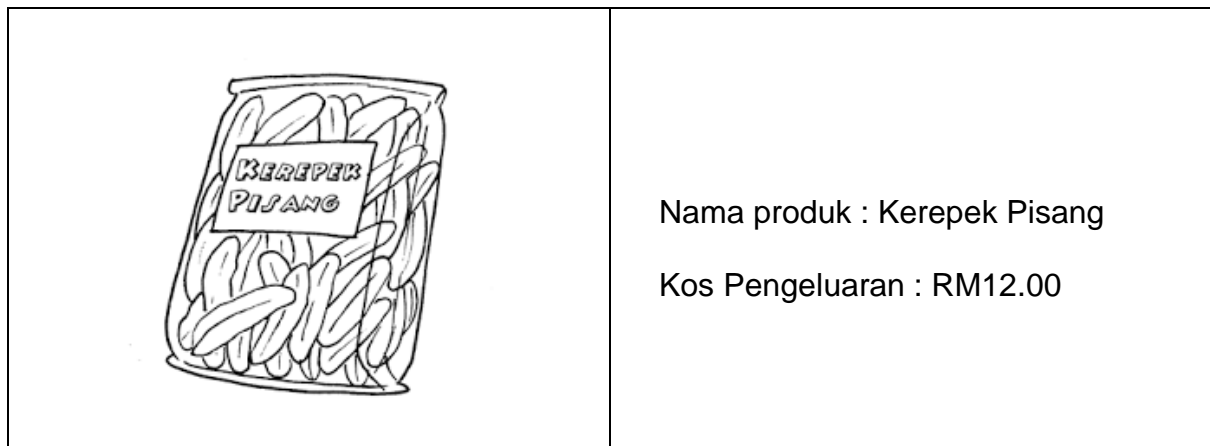 KEREPEK
PISANG
Nama produk : Kerepek Pisang
Kos Pengeluaran : RM12.00